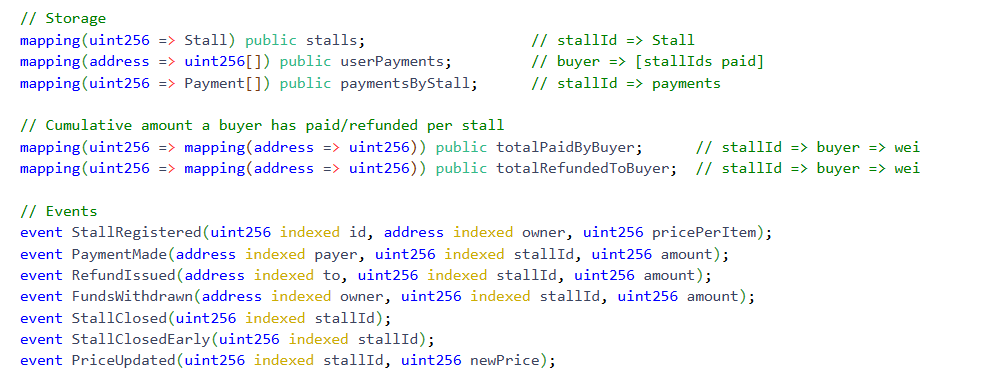 // Storage
mapping(uint256 => Stall) public stalls; // stallId => Stall
mapping(address => uint256[]) public userPayments; // buyer => [stallIds paid]
mapping(uint256 => Payment[]) public paymentsByStall; // stallId => payments
// Cumulative amount a buyer has paid/refunded per stall
mapping(uint256 => mapping(address => uint256)) public totalPaidByBuyer; // stallId => buyer => wei
mapping(uint256 => mapping(address => uint256)) public totalRefundedToBuyer; // stallId => buyer => wei
// Events
event StallRegistered(uint256 indexed id, address indexed owner, uint256 pricePerItem);
event PaymentMade(address indexed payer, uint256 indexed stallId, uint256 amount);
event RefundIssued(address indexed to, uint256 indexed stallId, uint256 amount);
event FundsWithdrawn(address indexed owner, uint256 indexed stallId, uint256 amount);
event StallClosed(uint256 indexed stallId);
event StallClosedEarly(uint256 indexed stallId);
event PriceUpdated(uint256 indexed stallId, uint256 newPrice);